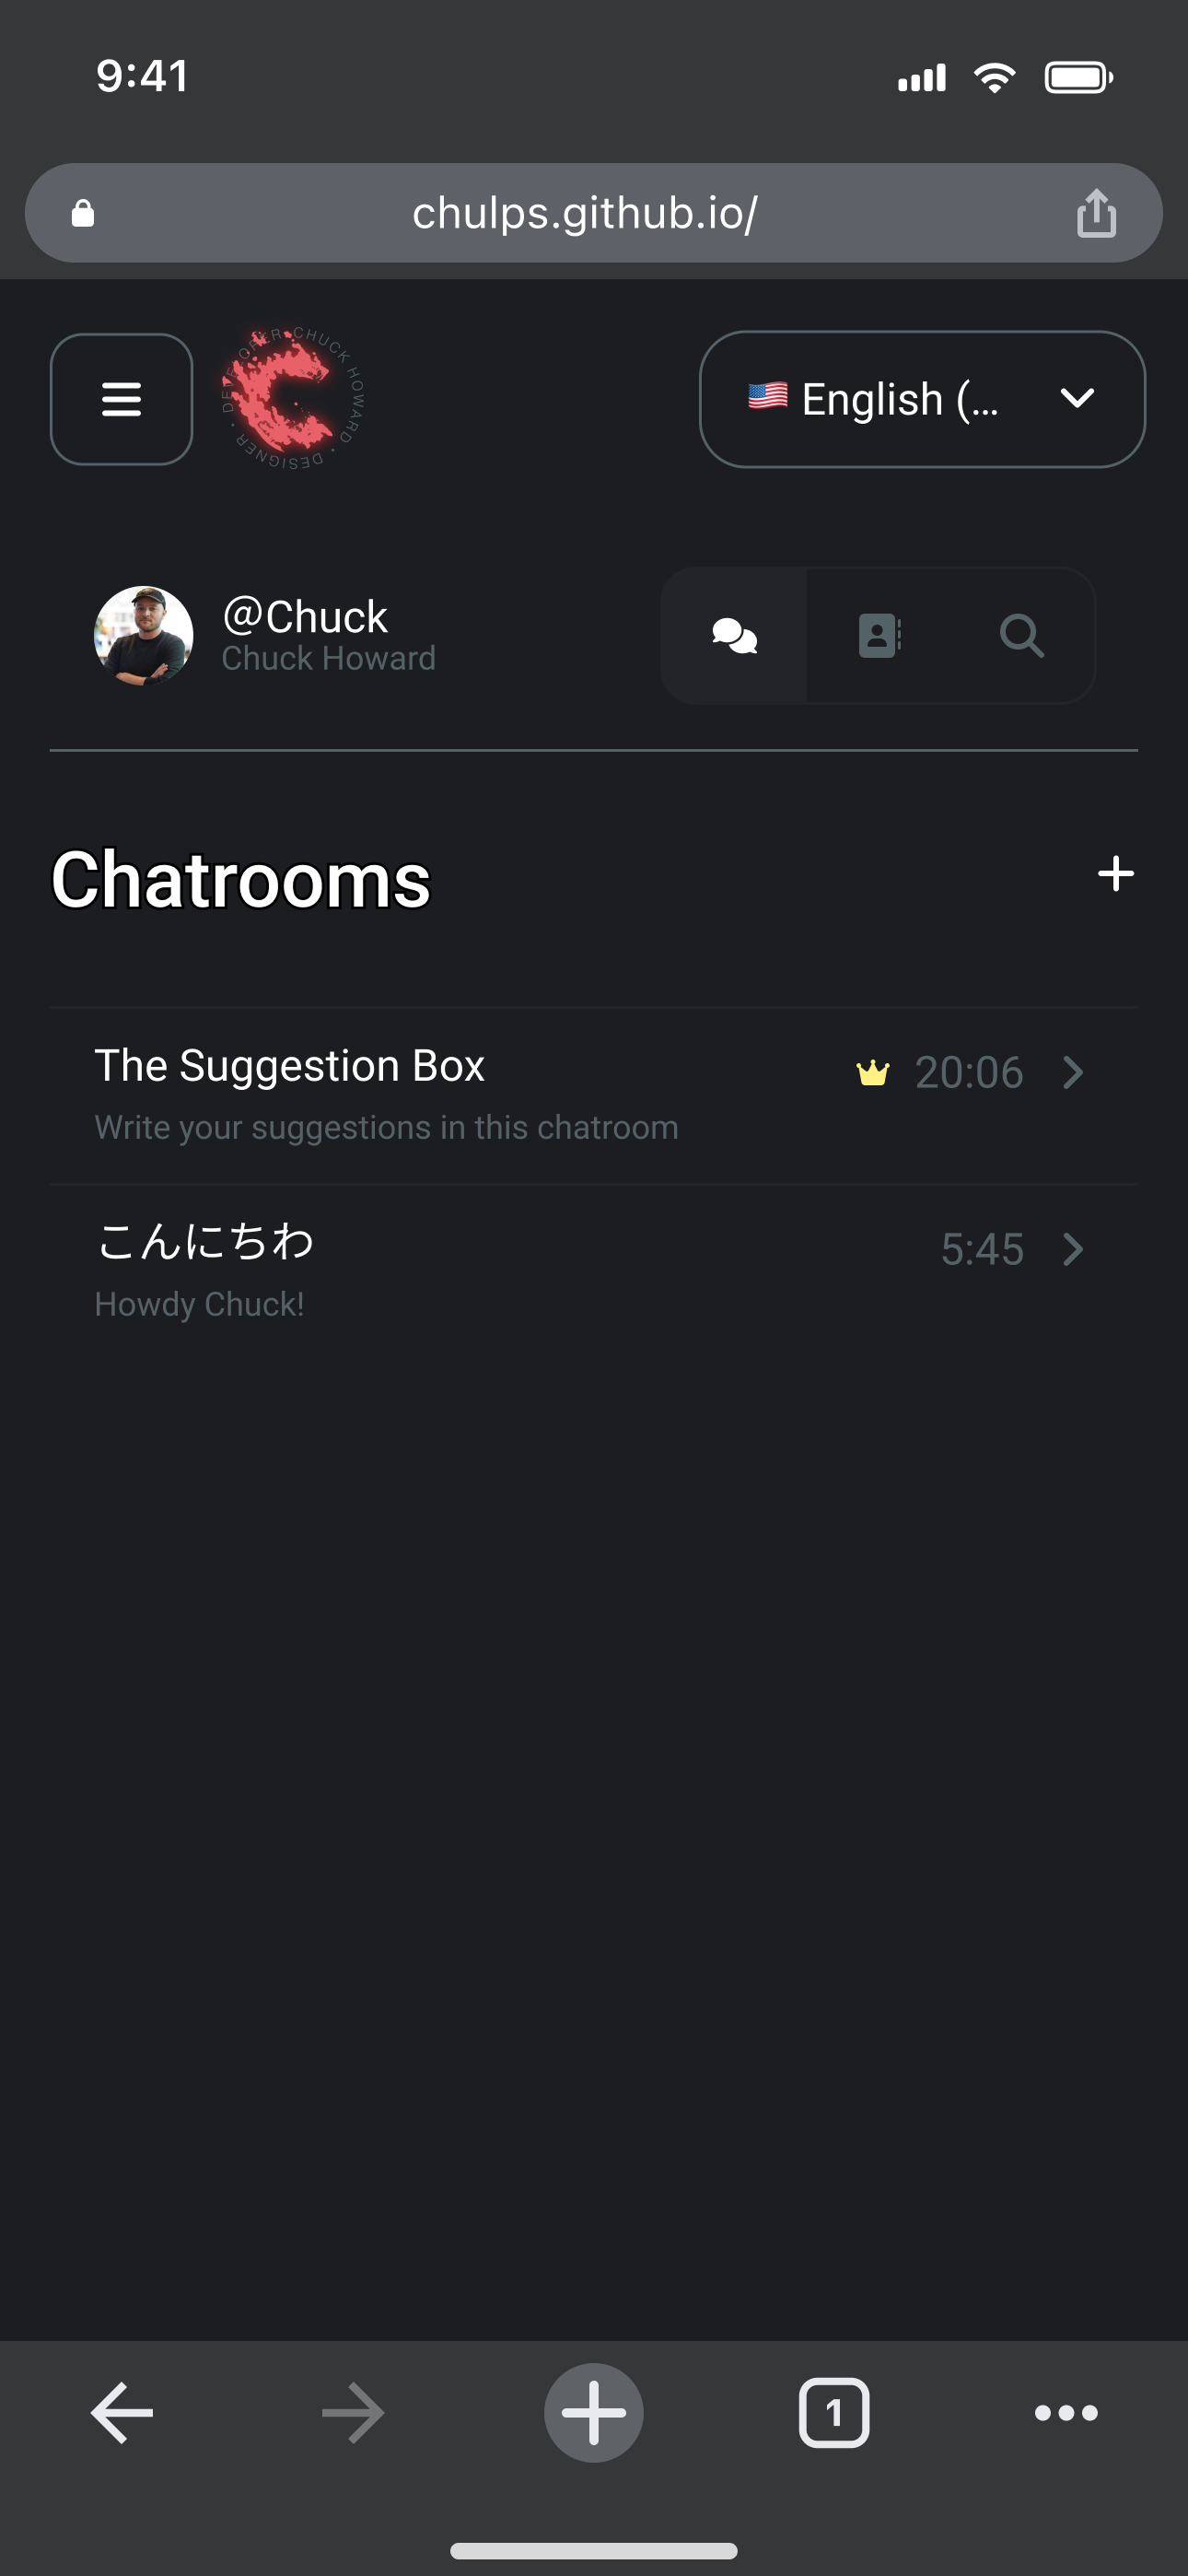 9:41
chulps.github.io/
CHUCK HOWARD • DESIGNER • DEVELOPER
English (...
@Chuck
Chuck Howard
Chatrooms
The Suggestion Box
20:06
Write your suggestions in this chatroom
こんにちわ
5:45
Howdy Chuck!
1